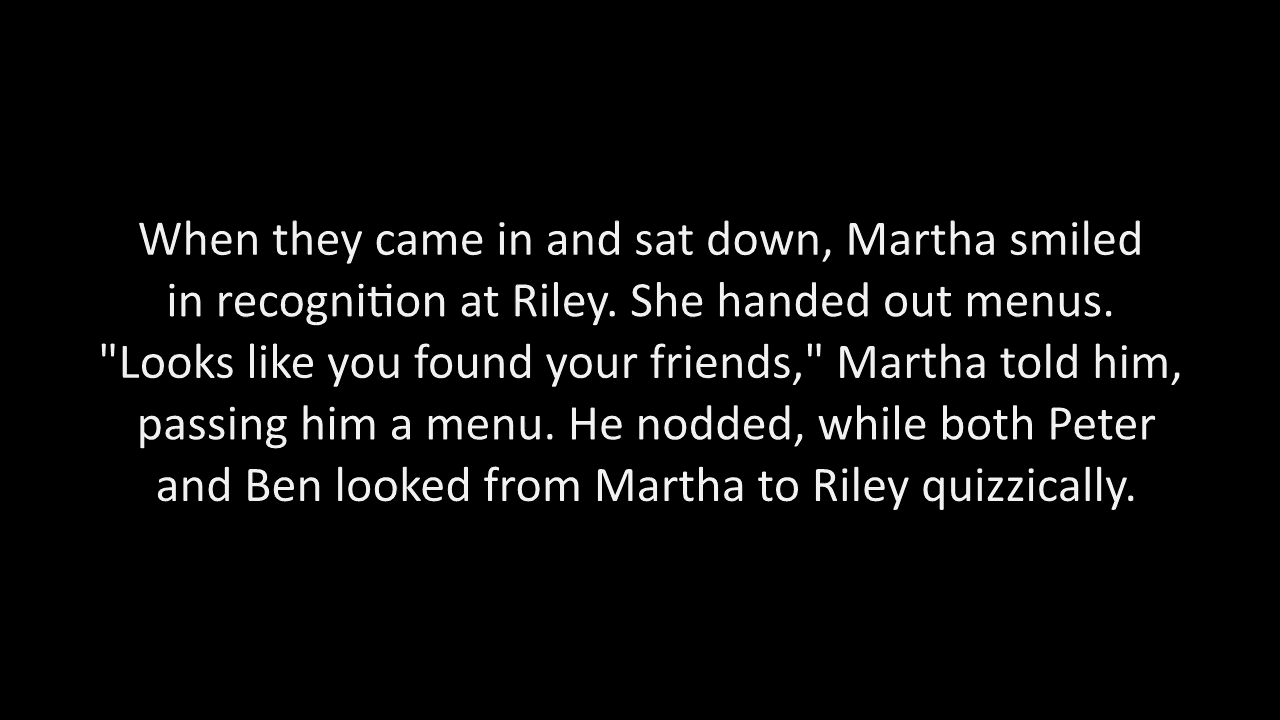 When they came in and sat down, Martha smiled
in recognition at Riley. She handed out menus.
"Looks like you found your friends," Martha told him,
passing him a menu. He nodded, while both Peter
and Ben looked from Martha to Riley quizzically.